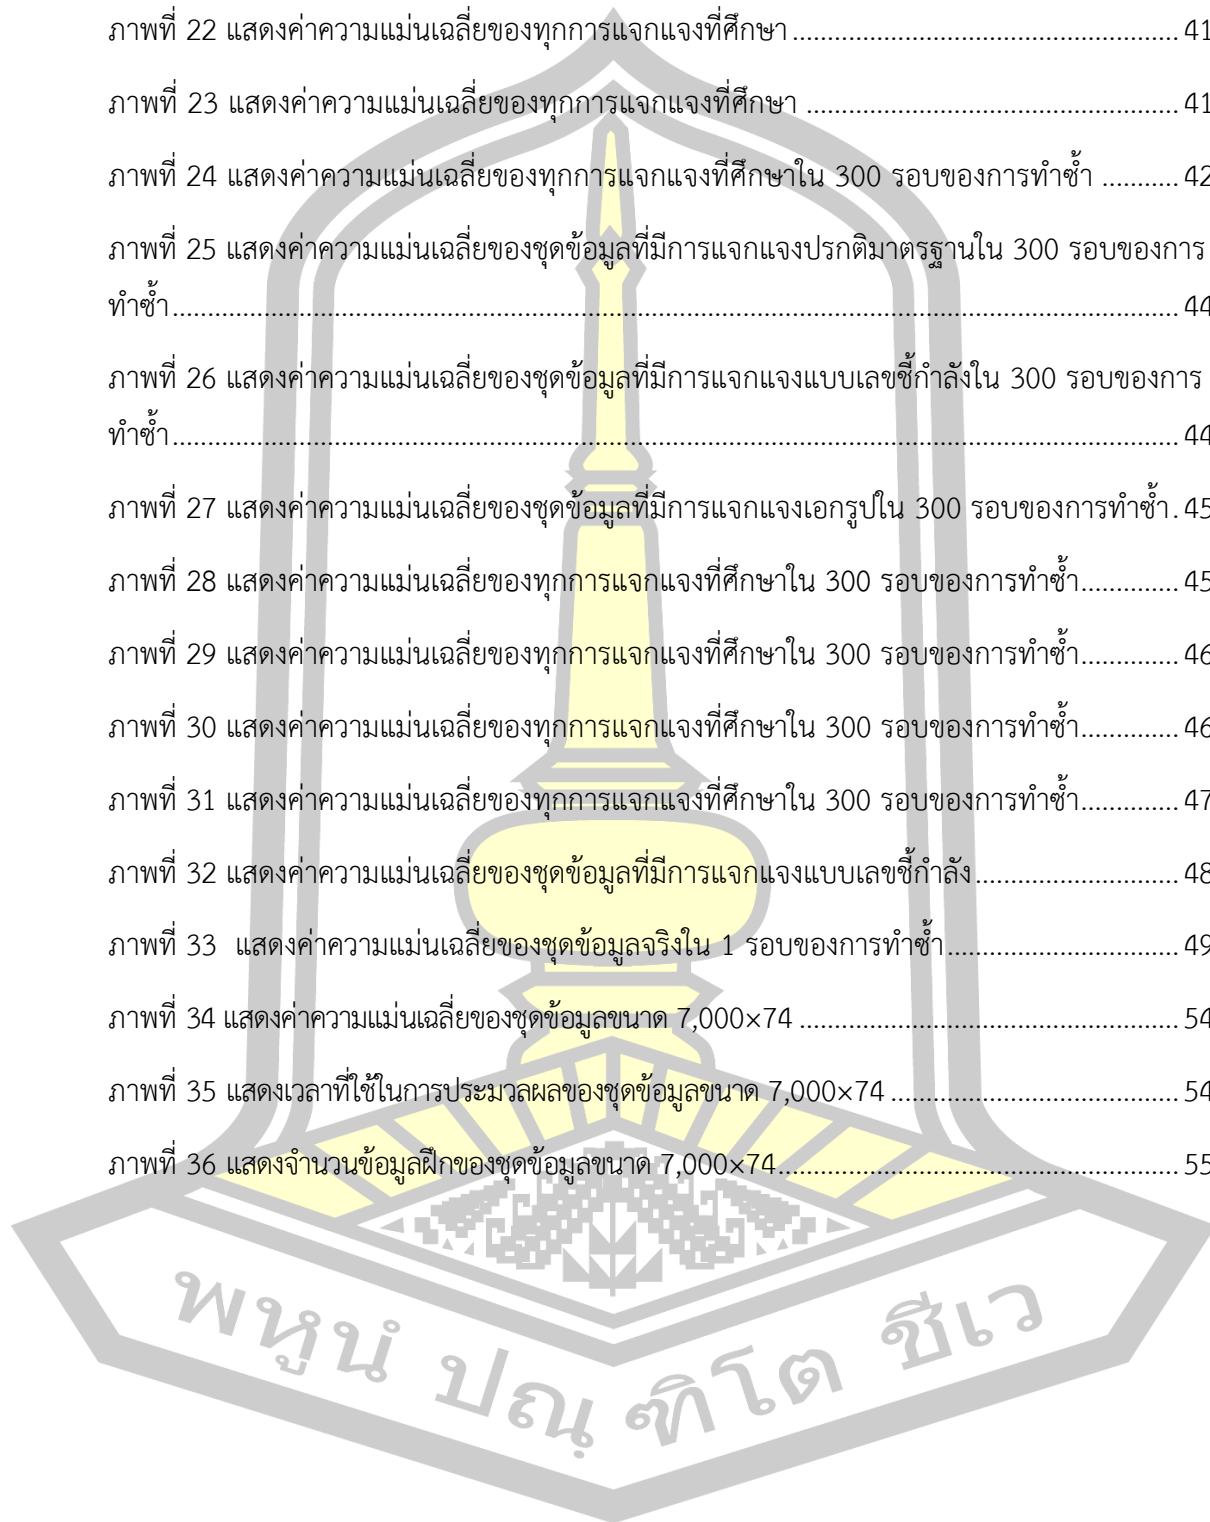 ภาพที่ 22 แสดงค่าความแม่นเฉลี่ยของทุกการแจกแจงที่ศึกษา ....................................................... 41
ภาพที่ 23 แสดงค่าความแม่นเฉลี่ยของทุกการแจกแจงที่ศึกษา ..................................................... 41
ภาพที่ 24 แสดงค่าความแม่นเฉลี่ยของทุกการแจกแจงที่ศึกษาใน 300 รอบของการทำซ้ำ ........... 42
ภาพที่ 25 แสดงค่าความแม่นเฉลี่ยของชุดข้อมูลที่มีการแจกแจงปรกติมาตรฐานใน 300 รอบของการ
ทำซ้ำ ................................................................................................................................................ 44
ภาพที่ 26 แสดงค่าความแม่นเฉลี่ยของชุดข้อมูลที่มีการแจกแจงแบบเลขชี้กำลังใน 300 รอบของการ
ทำซ้ำ ................................................................................................................................................ 44
ภาพที่ 27 แสดงค่าความแม่นเฉลี่ยของชุดข้อมูลที่มีการแจกแจงเอกรูปใน 300 รอบของการทำซ้ำ. 45
ภาพที่ 28 แสดงค่าความแม่นเฉลี่ยของทุกการแจกแจงที่ศึกษาใน 300 รอบของการทำซ้ำ.............. 45
ภาพที่ 29 แสดงค่าความแม่นเฉลี่ยของทุกการแจกแจงที่ศึกษาใน 300 รอบของการทำซ้ำ.............. 46
ภาพที่ 30 แสดงค่าความแม่นเฉลี่ยของทุกการแจกแจงที่ศึกษาใน 300 รอบของการทำซ้ำ.............. 46
ภาพที่ 31 แสดงค่าความแม่นเฉลี่ยของทุกการแจกแจงที่ศึกษาใน 300 รอบของการทำซ้ำ.............. 47
ภาพที่ 32 แสดงค่าความแม่นเฉลี่ยของชุดข้อมูลที่มีการแจกแจงแบบเลขชี้กำลัง............................. 48
ภาพที่ 33 แสดงค่าความแม่นเฉลี่ยของชุดข้อมูลจริงใน 1 รอบของการทำซ้ำ................................. 49
ภาพที่ 34 แสดงค่าความแม่นเฉลี่ยของชุดข้อมูลขนาด 7,000×74 ...................................................... 54
ภาพที่ 35 แสดงเวลาที่ใช้ในการประมวลผลของชุดข้อมูลขนาด 7,000×74 ......................................... 54
ภาพที่ 36 แสดงจำนวนข้อมูลฝึกของชุดข้อมูลขนาด 7,000×74......................................................... 55
พหูนํ ปณฺฑิโต ชีเว